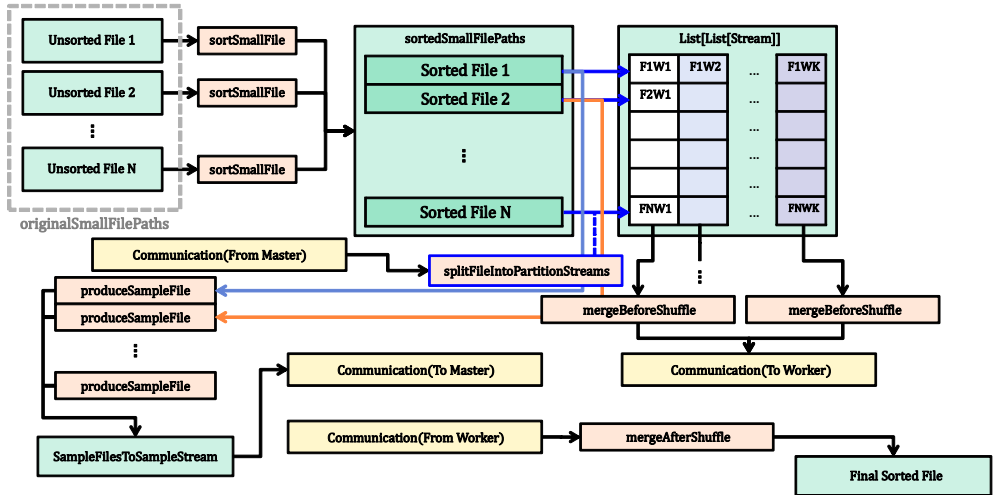 Unsorted File 1
sortSmallFile
Unsorted File 2
sortSmallFile
...
Unsorted File N
sortSmallFile
originalSmallFilePaths
sortedSmallFilePaths
Sorted File 1
Sorted File 2
...
Sorted File N
List[List[Stream]]
F1W1
F1W2
...
F1WK
F2W1
...
...
...
...
FNW1
...
FNWK
Communication(From Master)
splitFileIntoPartitionStreams
...
produceSampleFile
produceSampleFile
...
produceSampleFile
mergeBeforeShuffle
mergeBeforeShuffle
Communication(To Master)
Communication(To Worker)
SampleFilesToSampleStream
Communication(From Worker)
mergeAfterShuffle
Final Sorted File